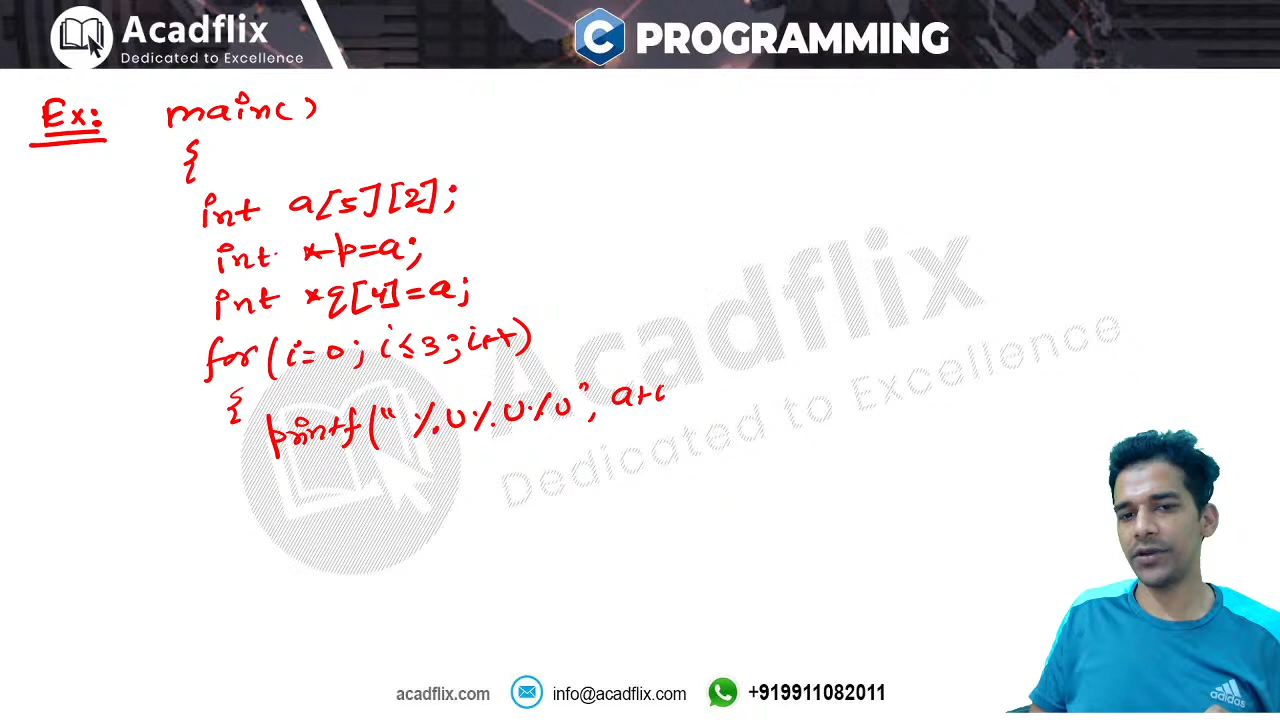 Acadflix
Dedicated to Excellence
C PROGRAMMING
Ex: main()
{
int a[5][2];
int *p=a;
int *q[4]=a;
for(i=0; i≤3; i++)
{
printf("%u%u%u", a+i
Acadflix
Dedicated to Excellence
adidas
acadflix.com info@acadflix.com +919911082011